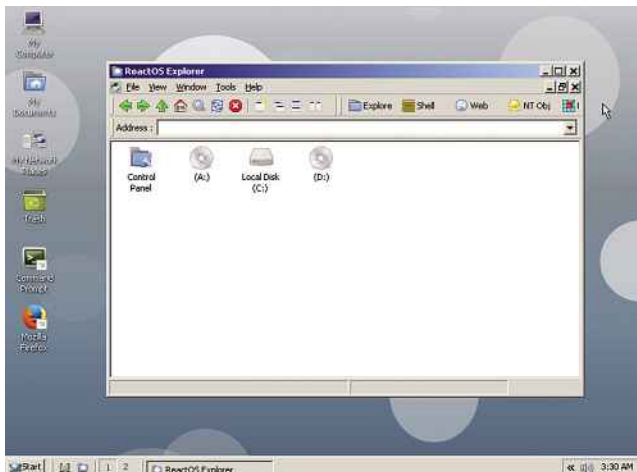 My
Computer
My
Documents
My Network
Places
Trash
Command
Prompt
Mozilla
Firefox
ReactOS Explorer
File View Window Tools Help
Explore Shell Web NT Obj
Address :
Control
Panel
(A:)
Local Disk
(C:)
(D:)
Start 1 2 ReactOS Explorer 3:30 AM